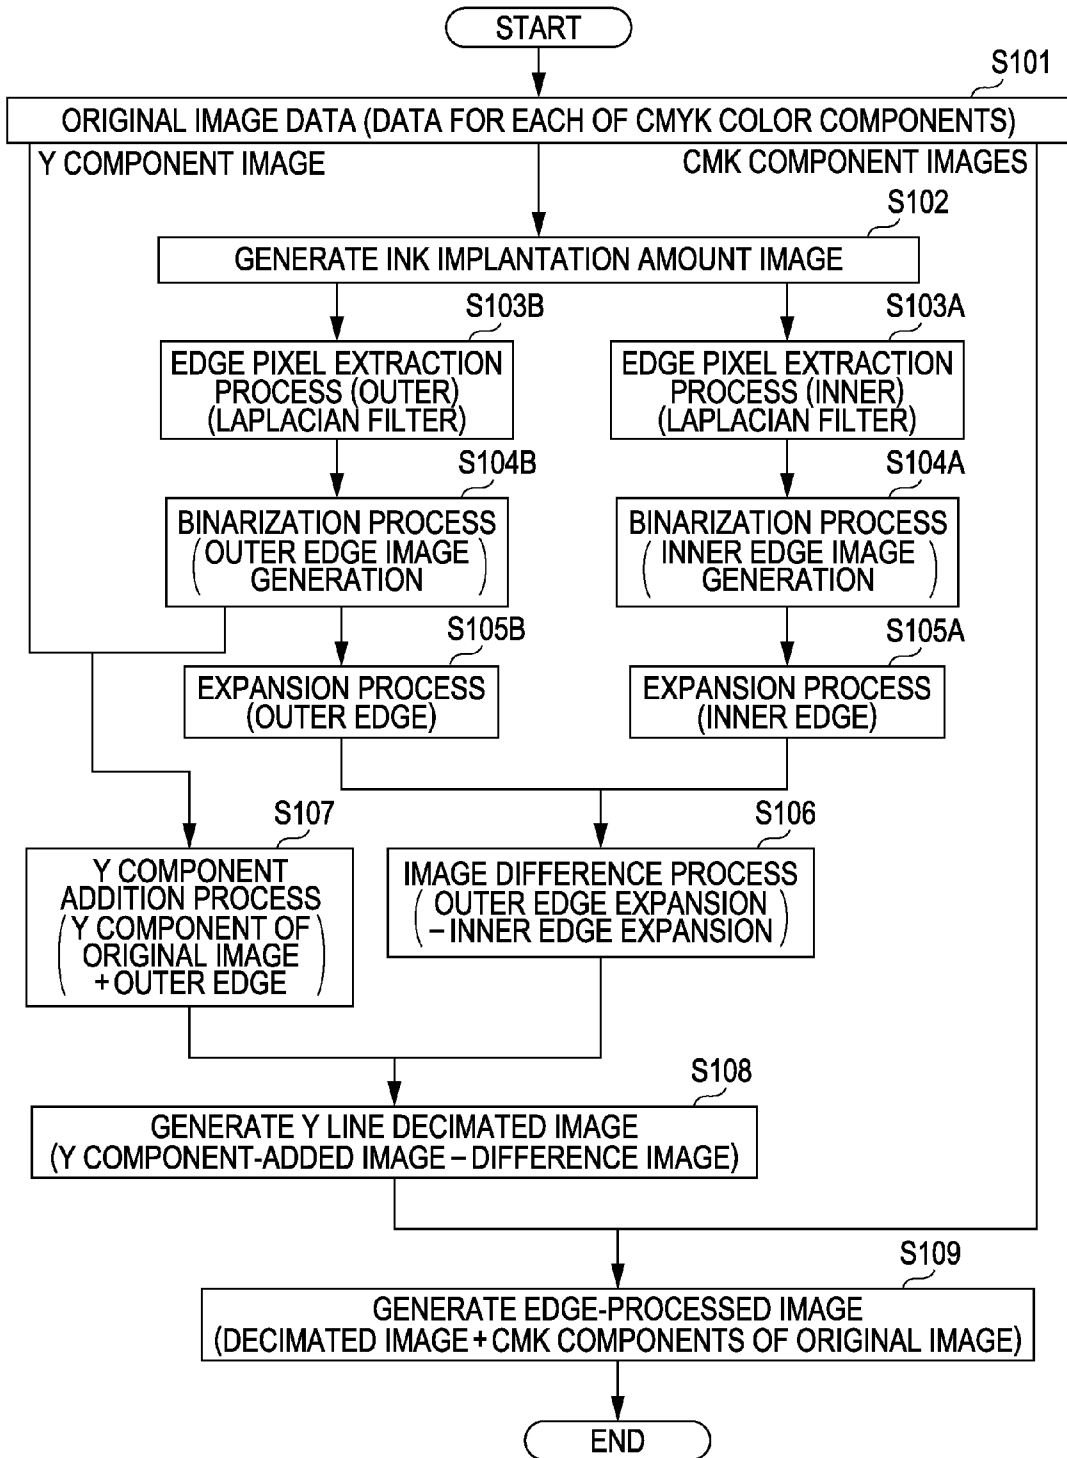 START
S101
ORIGINAL IMAGE DATA (DATA FOR EACH OF CMYK COLOR COMPONENTS)
Y COMPONENT IMAGE
CMK COMPONENT IMAGES
S102
GENERATE INK IMPLANTATION AMOUNT IMAGE
S103B
EDGE PIXEL EXTRACTION
PROCESS (OUTER)
(LAPLACIAN FILTER)
S103A
EDGE PIXEL EXTRACTION
PROCESS (INNER)
(LAPLACIAN FILTER)
S104B
BINARIZATION PROCESS
(OUTER EDGE IMAGE
GENERATION)
S104A
BINARIZATION PROCESS
(INNER EDGE IMAGE
GENERATION)
S105B
EXPANSION PROCESS
(OUTER EDGE)
S105A
EXPANSION PROCESS
(INNER EDGE)
S107
Y COMPONENT
ADDITION PROCESS
(Y COMPONENT OF
ORIGINAL IMAGE
+OUTER EDGE)
S106
IMAGE DIFFERENCE PROCESS
(OUTER EDGE EXPANSION
–INNER EDGE EXPANSION)
S108
GENERATE Y LINE DECIMATED IMAGE
(Y COMPONENT-ADDED IMAGE–DIFFERENCE IMAGE)
S109
GENERATE EDGE-PROCESSED IMAGE
(DECIMATED IMAGE+CMK COMPONENTS OF ORIGINAL IMAGE)
END